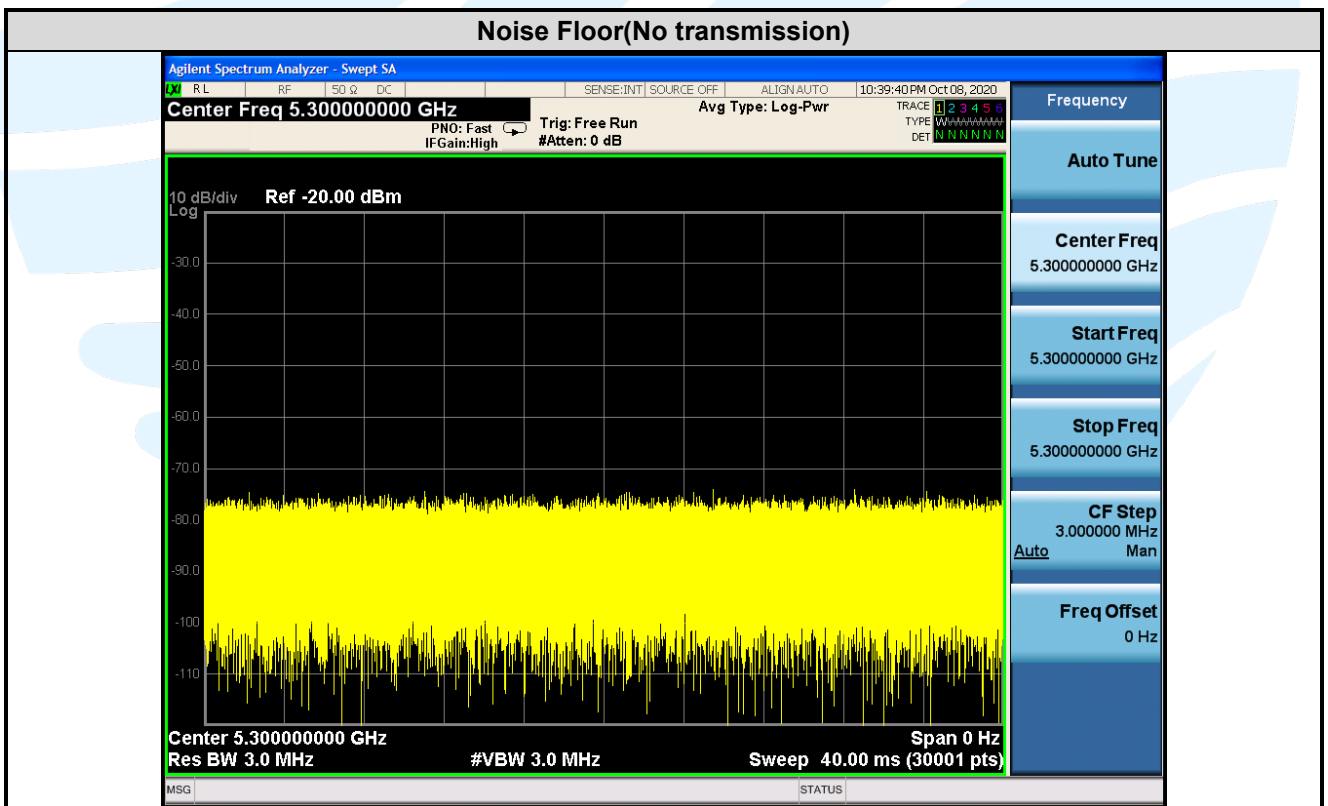 Noise Floor(No transmission)
Agilent Spectrum Analyzer - Swept SA
LXI RL RF 50 Ω DC SENSE:INT SOURCE OFF ALIGN AUTO 10:39:40 PM Oct 08, 2020
Center Freq 5.300000000 GHz
PNO: Fast
IFGain:High
Trig: Free Run
#Atten: 0 dB
Avg Type: Log-Pwr
TRACE 1 2 3 4 5 6
TYPE
DET N N N N N N
10 dB/div Ref -20.00 dBm
Log
-30.0
-40.0
-50.0
-60.0
-70.0
-80.0
-90.0
-100
-110
Center 5.300000000 GHz Span 0 Hz
Res BW 3.0 MHz #VBW 3.0 MHz Sweep 40.00 ms (30001 pts)
MSG STATUS
Frequency
Auto Tune
Center Freq
5.300000000 GHz
Start Freq
5.300000000 GHz
Stop Freq
5.300000000 GHz
CF Step
3.000000 MHz
Auto Man
Freq Offset
0 Hz